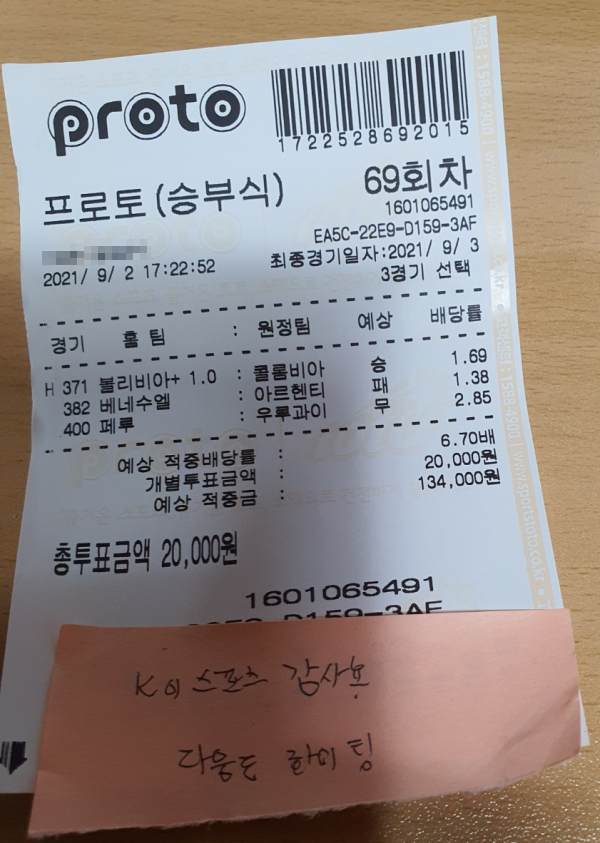 proto
17225286920 15
프로토(승부식) 69회차
1601065491
EA5C-22E9-D159-3AF
2021/ 9/ 2 17:22:52 최종경기일자:2021/ 9/ 3
3경기 선택
경기 홈 팀 : 원정팀 예상 배당률
H 371 볼리비아+ 1.0 : 콜롬비아 승 1.69
382 베네수엘 : 아르헨티 패 1.38
400 페루 : 우루과이 무 2.85
예상 적중배당률 : 6.70배
개별투표금액 : 20,000원
예상 적중금 : 134,000원
총투표금액 20,000원
1601065491
K의스포츠 감사용
다음도 화이팅